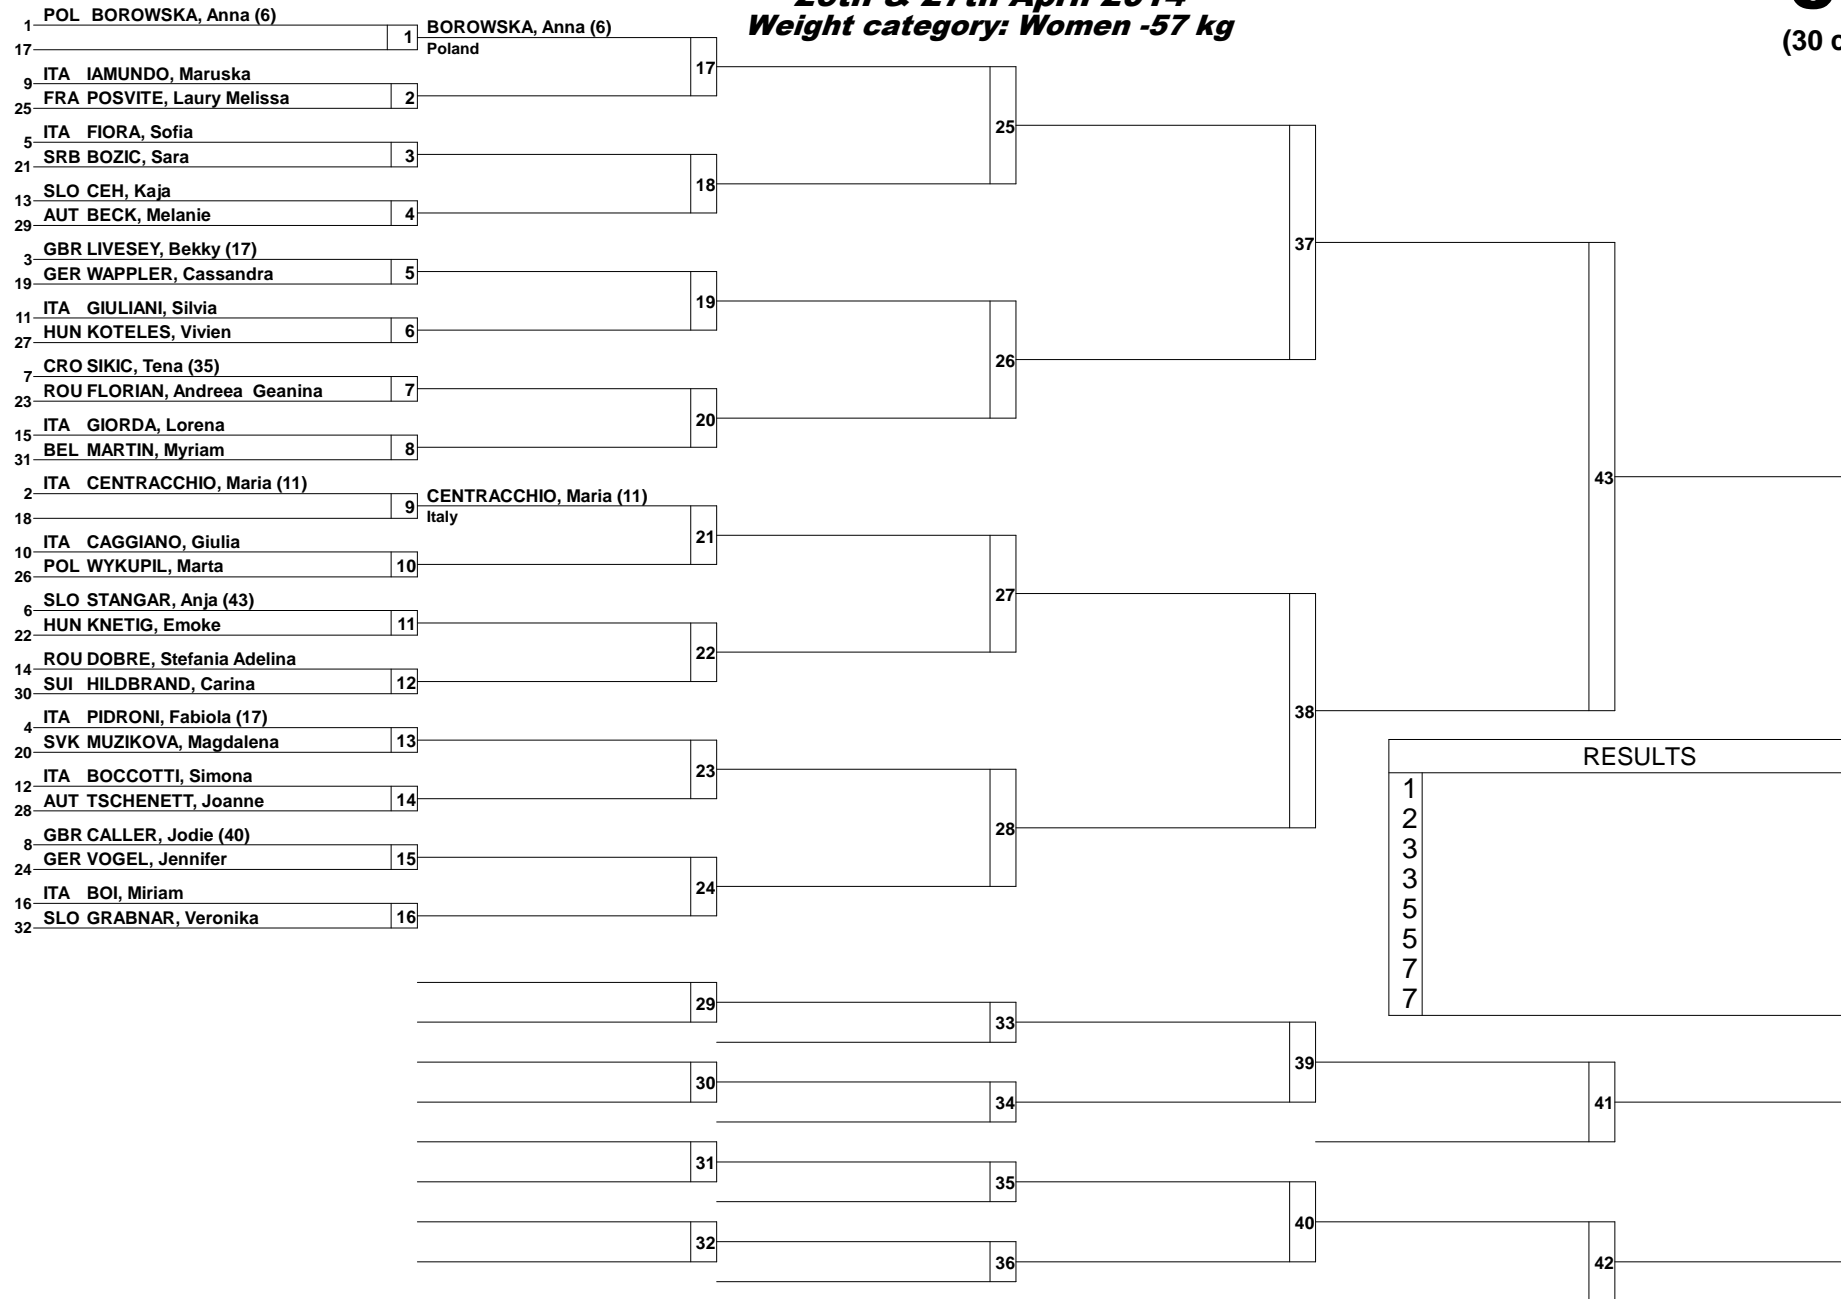 Weight category: Women -57 kg
(30 c
1 POL BOROWSKA, Anna (6)
17
1
BOROWSKA, Anna (6)
Poland
9 ITA IAMUNDO, Maruska
25 FRA POSVITE, Laury Melissa
2
17
5 ITA FIORA, Sofia
21 SRB BOZIC, Sara
3
13 SLO CEH, Kaja
29 AUT BECK, Melanie
4
18
25
3 GBR LIVESEY, Bekky (17)
19 GER WAPPLER, Cassandra
5
11 ITA GIULIANI, Silvia
27 HUN KOTELES, Vivien
6
19
7 CRO SIKIC, Tena (35)
23 ROU FLORIAN, Andreea Geanina
7
15 ITA GIORDA, Lorena
31 BEL MARTIN, Myriam
8
20
26
37
2 ITA CENTRACCHIO, Maria (11)
18
9
CENTRACCHIO, Maria (11)
Italy
10 ITA CAGGIANO, Giulia
26 POL WYKUPIL, Marta
10
21
6 SLO STANGAR, Anja (43)
22 HUN KNETIG, Emoke
11
14 ROU DOBRE, Stefania Adelina
30 SUI HILDBRAND, Carina
12
22
27
4 ITA PIDRONI, Fabiola (17)
20 SVK MUZIKOVA, Magdalena
13
12 ITA BOCCOTTI, Simona
28 AUT TSCHENETT, Joanne
14
23
8 GBR CALLER, Jodie (40)
24 GER VOGEL, Jennifer
15
16 ITA BOI, Miriam
32 SLO GRABNAR, Veronika
16
24
28
38
43
RESULTS
1
2
3
3
5
5
7
7
29
33
30
34
39
41
31
35
32
36
40
42